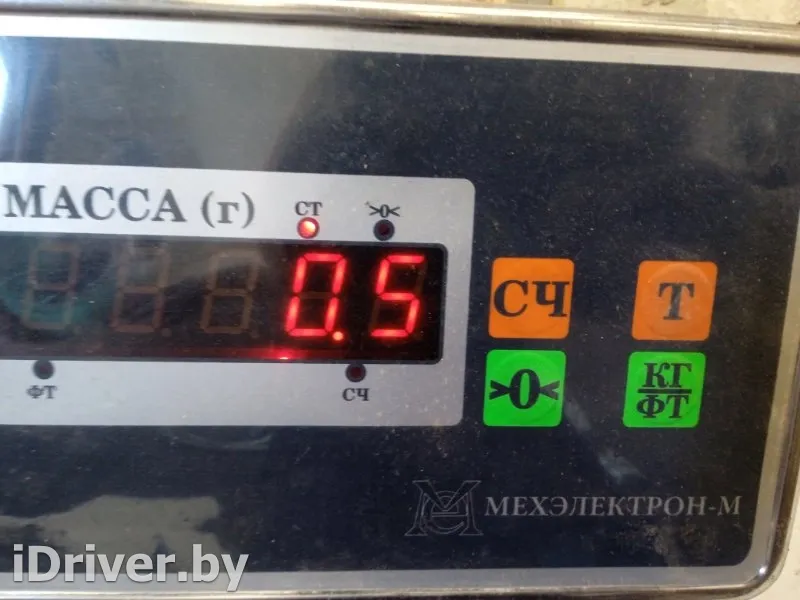 МАССА (г)
СТ
>0<
0.5
ФТ
СЧ
СЧ
Т
>0<
КГ
ФТ
МЕХЭЛЕКТРОН-М
iDriver.by